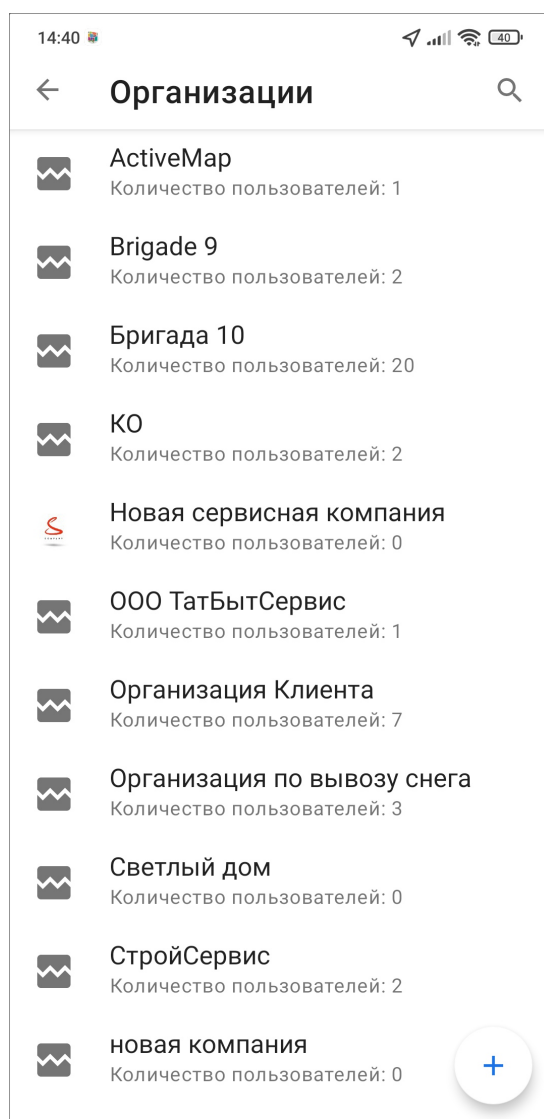 14:40
40
Организации
ActiveMap
Количество пользователей: 1
Brigade 9
Количество пользователей: 2
Бригада 10
Количество пользователей: 20
КО
Количество пользователей: 2
Новая сервисная компания
Количество пользователей: 0
ООО ТатБытСервис
Количество пользователей: 1
Организация Клиента
Количество пользователей: 7
Организация по вывозу снега
Количество пользователей: 3
Светлый дом
Количество пользователей: 0
СтройСервис
Количество пользователей: 2
новая компания
Количество пользователей: 0